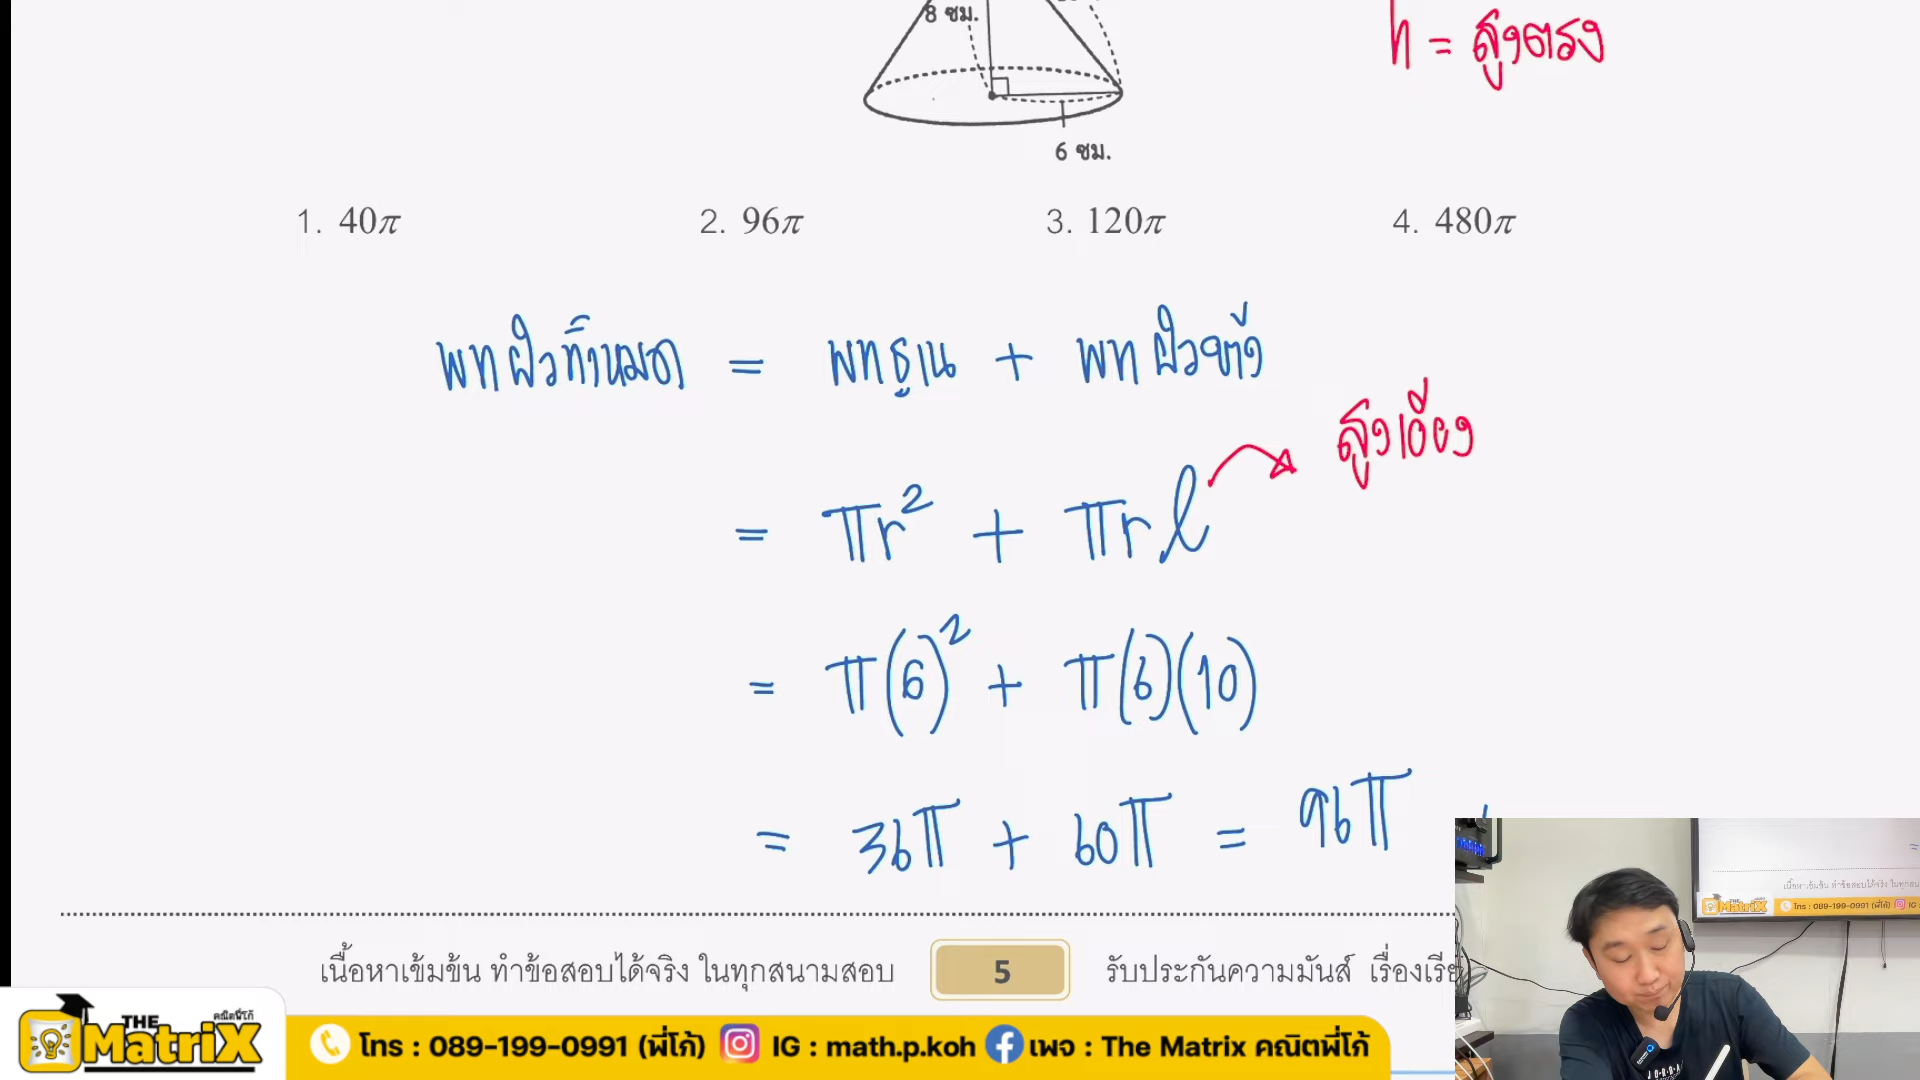 8 ซม.
h = สูงตรง
6 ซม.
1. 40π 2. 96π 3. 120π 4. 480π
พท ผิวทั้งหมด = พทฐาน + พท ผิวข้าง
สูงเอียง
= πr² + πrl
= π(6)² + π(6)(10)
= 36π + 60π = 96π
เนื้อหาเข้มข้น ทำข้อสอบได้จริง ในทุกสนามสอบ 5 รับประกันความมันส์ เรื่องเรีย
คณิตพี่โก้
THE
MatriX
โทร : 089-199-0991 (พี่โก้) IG : math.p.koh เพจ : The Matrix คณิตพี่โก้